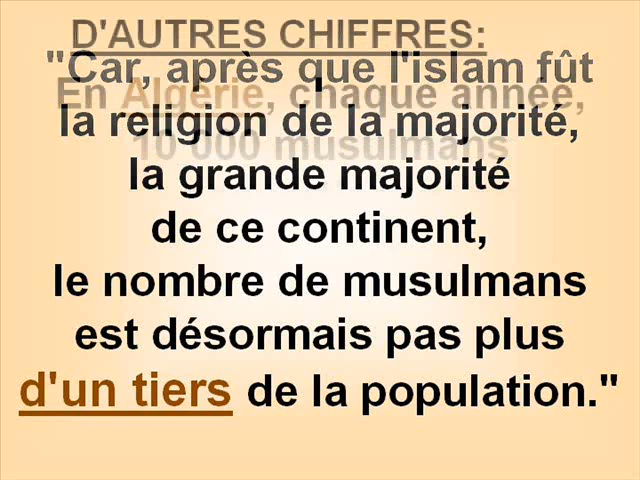 D'AUTRES CHIFFRES:
"Car, après que l'islam fût
En Algérie, chaque année,
la religion de la majorité,
10 000 musulmans
la grande majorité
de ce continent,
le nombre de musulmans
est désormais pas plus
d'un tiers de la population."